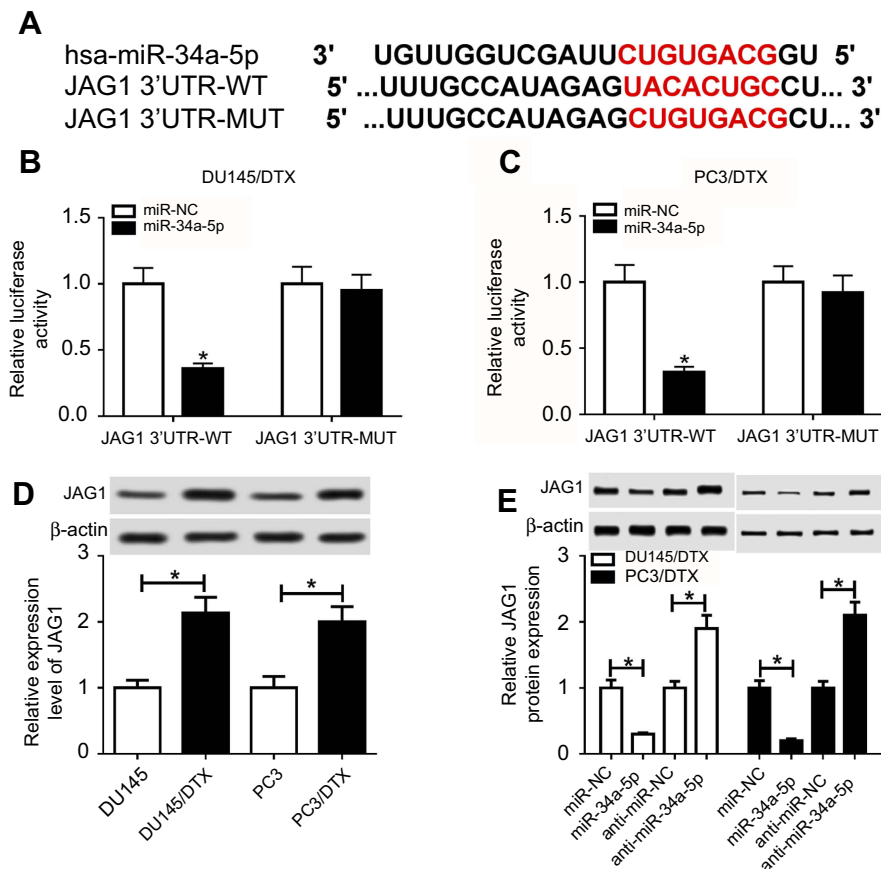 A
hsa-miR-34a-5p 3' UGUUGGUCGAUUCUGUGACGGU 5'
JAG1 3'UTR-WT 5' ...UUUGCCAUAGAGUACACUGCCU... 3'
JAG1 3'UTR-MUT 5' ...UUUGCCAUAGAGCUGUGACGCU... 3'
B
DU145/DTX
miR-NC
miR-34a-5p
Relative luciferase
activity
1.5
1.0
0.5
0.0
*
JAG1 3'UTR-WT JAG1 3'UTR-MUT
C
PC3/DTX
miR-NC
miR-34a-5p
Relative luciferase
activity
1.5
1.0
0.5
0.0
*
JAG1 3'UTR-WT JAG1 3'UTR-MUT
D
JAG1
β-actin
Relative expression
level of JAG1
3
2
1
0
* *
DU145
DU145/DTX
PC3
PC3/DTX
E
JAG1
β-actin
DU145/DTX
PC3/DTX
Relative JAG1
protein expression
3
2
1
0
* * * *
miR-NC
miR-34a-5p
anti-miR-NC
anti-miR-34a-5p
miR-NC
miR-34a-5p
anti-miR-NC
anti-miR-34a-5p